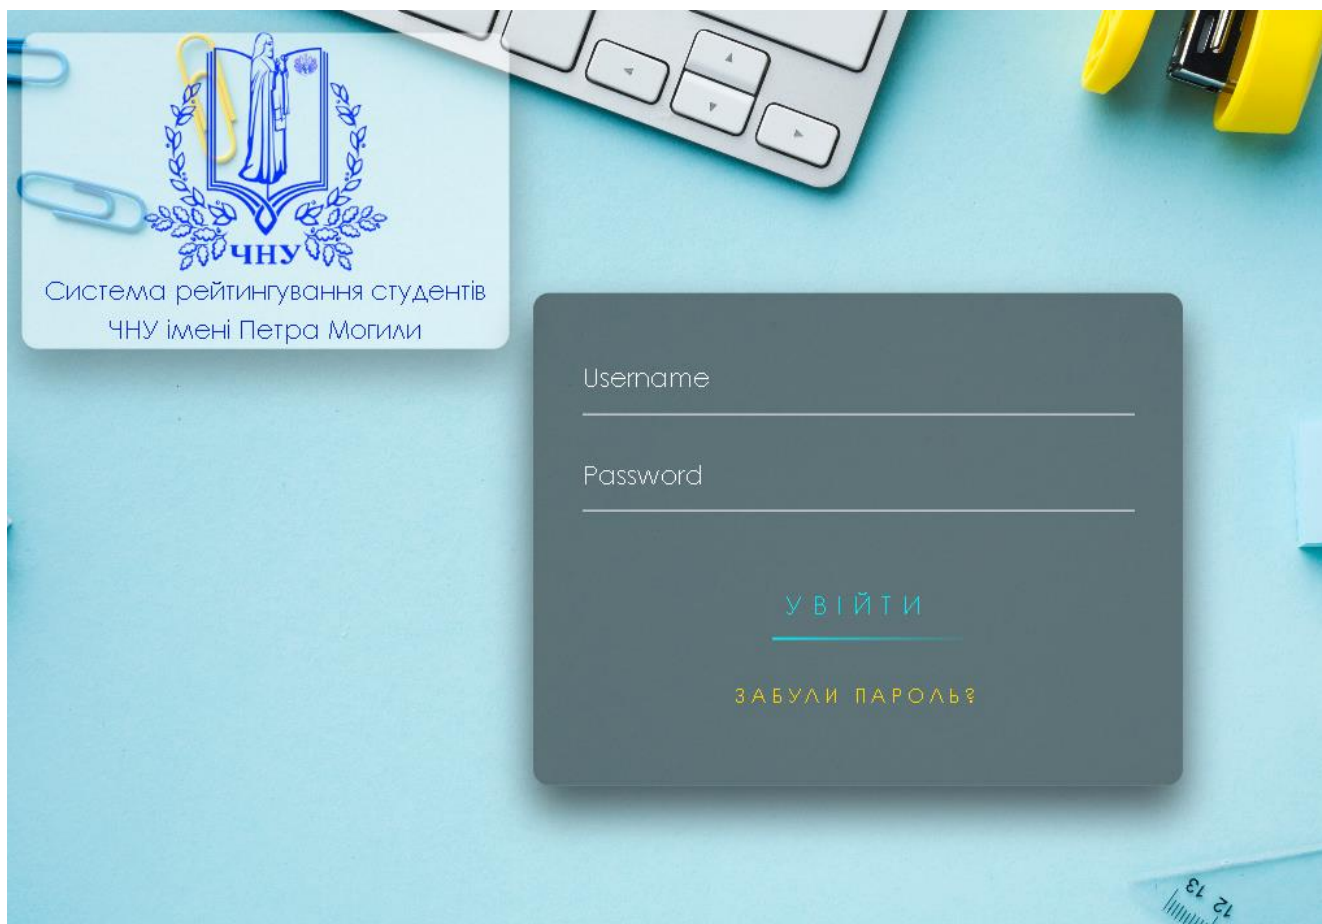 ЧНУ
Система рейтингування студентів
ЧНУ імені Петра Могили
Username
Password
УВІЙТИ
ЗАБУЛИ ПАРОЛЬ?
13
12